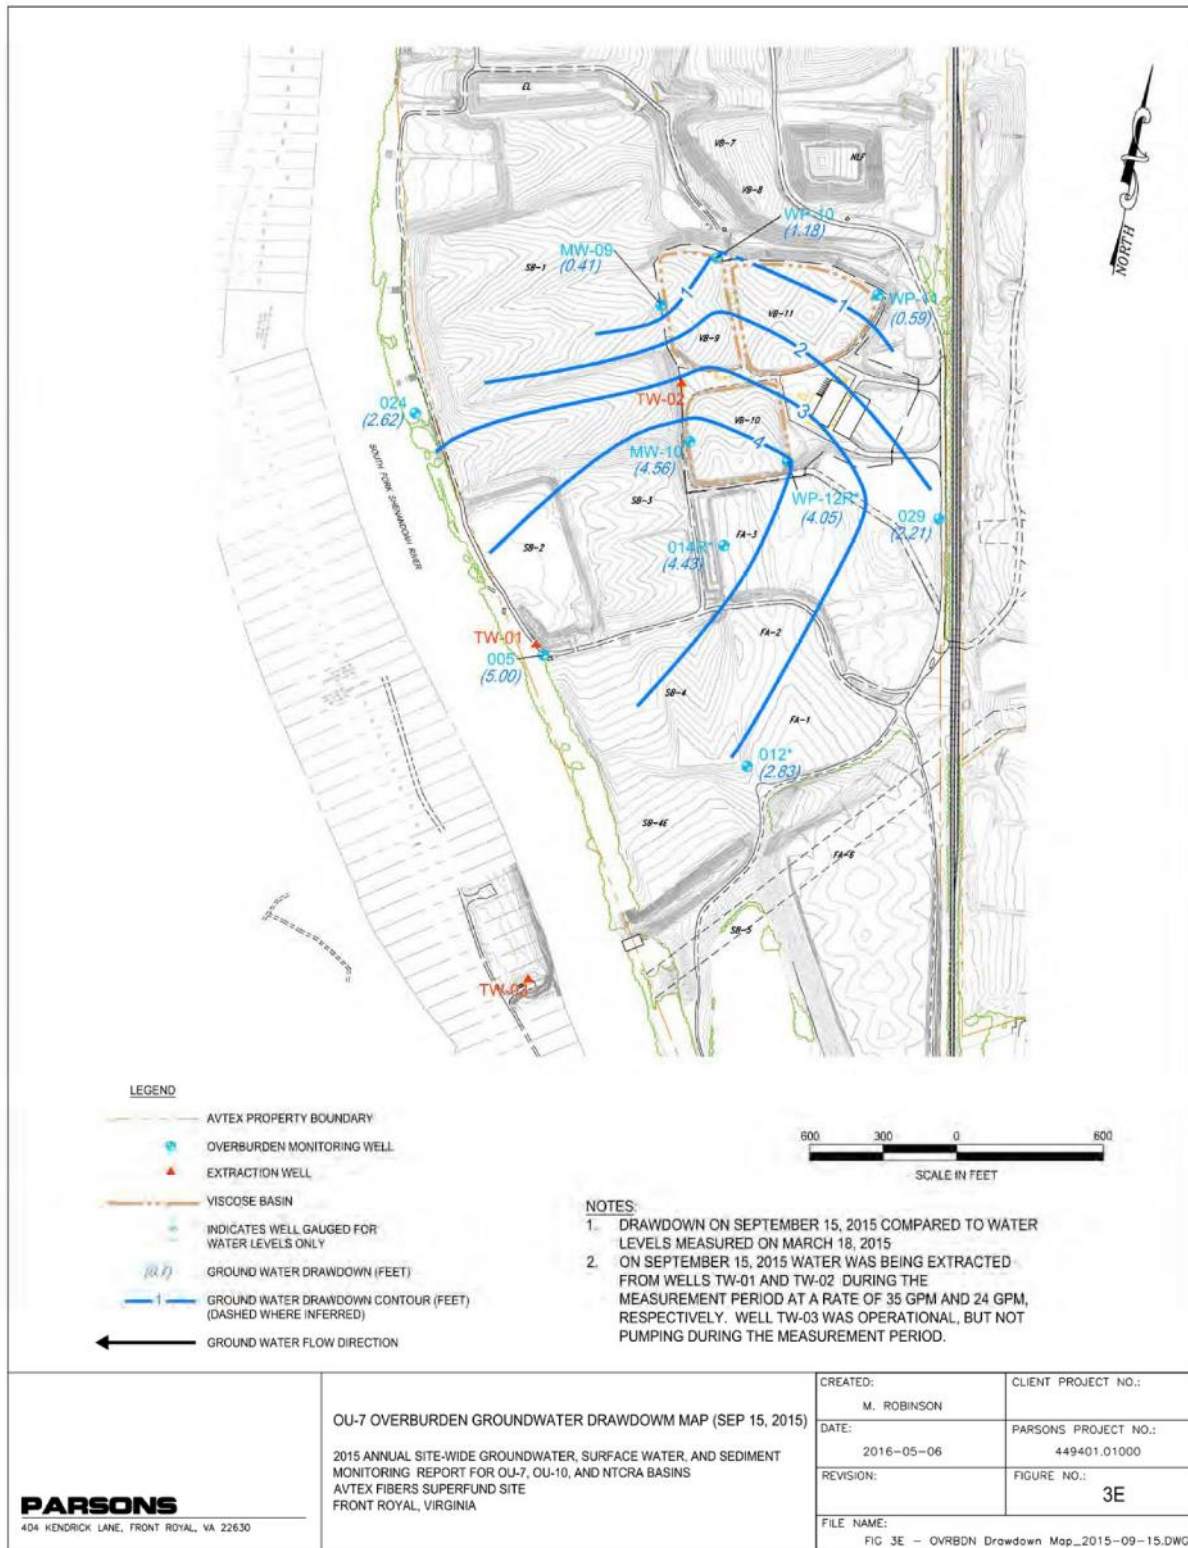 EL
VB-7
NLF
VB-8
NORTH
WP-10
(1.18)
MW-09
(0.41)
SB-1
1
VB-11
1
WP-11
(0.59)
VB-9
2
024
(2.62)
TW-02
3
VB-10
4
MW-10
(4.56)
WP-12R*
(4.05)
SOUTH FORK SHENANDOAH RIVER
SB-3
029
(2.21)
SB-2
014R*
(4.43)
FA-3
TW-01
005
(5.00)
FA-2
SB-4
FA-1
012*
(2.83)
SB-4E
FA-6
SB-5
TW-03
LEGEND
AVTEX PROPERTY BOUNDARY
OVERBURDEN MONITORING WELL
EXTRACTION WELL
VISCOSE BASIN
INDICATES WELL GAUGED FOR
WATER LEVELS ONLY
GROUND WATER DRAWDOWN (FEET)
1 GROUND WATER DRAWDOWN CONTOUR (FEET)
(DASHED WHERE INFERRED)
GROUND WATER FLOW DIRECTION
600 300 0 600
SCALE IN FEET
NOTES:
1. DRAWDOWN ON SEPTEMBER 15, 2015 COMPARED TO WATER
LEVELS MEASURED ON MARCH 18, 2015
2. ON SEPTEMBER 15, 2015 WATER WAS BEING EXTRACTED
FROM WELLS TW-01 AND TW-02 DURING THE
MEASUREMENT PERIOD AT A RATE OF 35 GPM AND 24 GPM,
RESPECTIVELY. WELL TW-03 WAS OPERATIONAL, BUT NOT
PUMPING DURING THE MEASUREMENT PERIOD.
PARSONS
404 KENDRICK LANE, FRONT ROYAL, VA 22630
OU-7 OVERBURDEN GROUNDWATER DRAWDOWM MAP (SEP 15, 2015)
2015 ANNUAL SITE-WIDE GROUNDWATER, SURFACE WATER, AND SEDIMENT
MONITORING REPORT FOR OU-7, OU-10, AND NTCRA BASINS
AVTEX FIBERS SUPERFUND SITE
FRONT ROYAL, VIRGINIA
CREATED:
M. ROBINSON
CLIENT PROJECT NO.:
DATE:
2016-05-06
PARSONS PROJECT NO.:
449401.01000
REVISION:
FIGURE NO.:
3E
FILE NAME:
FIG 3E - OVRBDN Drawdown Map_2015-09-15.DWG